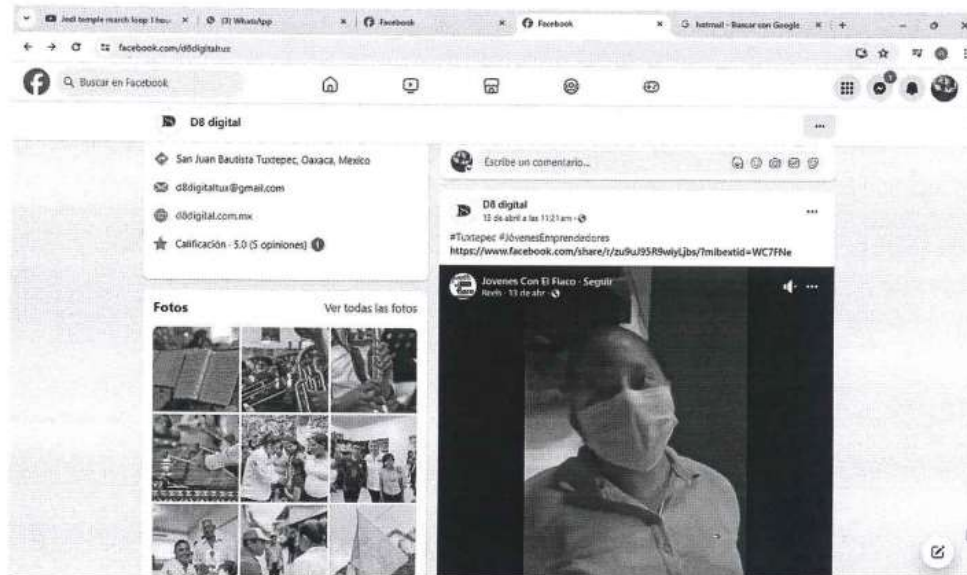 Jedi temple march loop 1 hou
(3) WhatsApp
Facebook
Facebook
hotmail - Buscar con Google
facebook.com/d8digitaltux
Buscar en Facebook
D8 digital
San Juan Bautista Tuxtepec, Oaxaca, Mexico
d8digitaltux@gmail.com
d8digital.com.mx
Calificación · 5.0 (5 opiniones)
Fotos
Ver todas las fotos
Escribe un comentario...
D8 digital
13 de abril a las 11:21 am ·
#Tuxtepec #JóvenesEmprendedores
https://www.facebook.com/share/r/zu9uJ95R9wiyLjbs/?mibextid=WC7FNe
Jovenes Con El Flaco · Seguir
Reels · 13 de abr ·